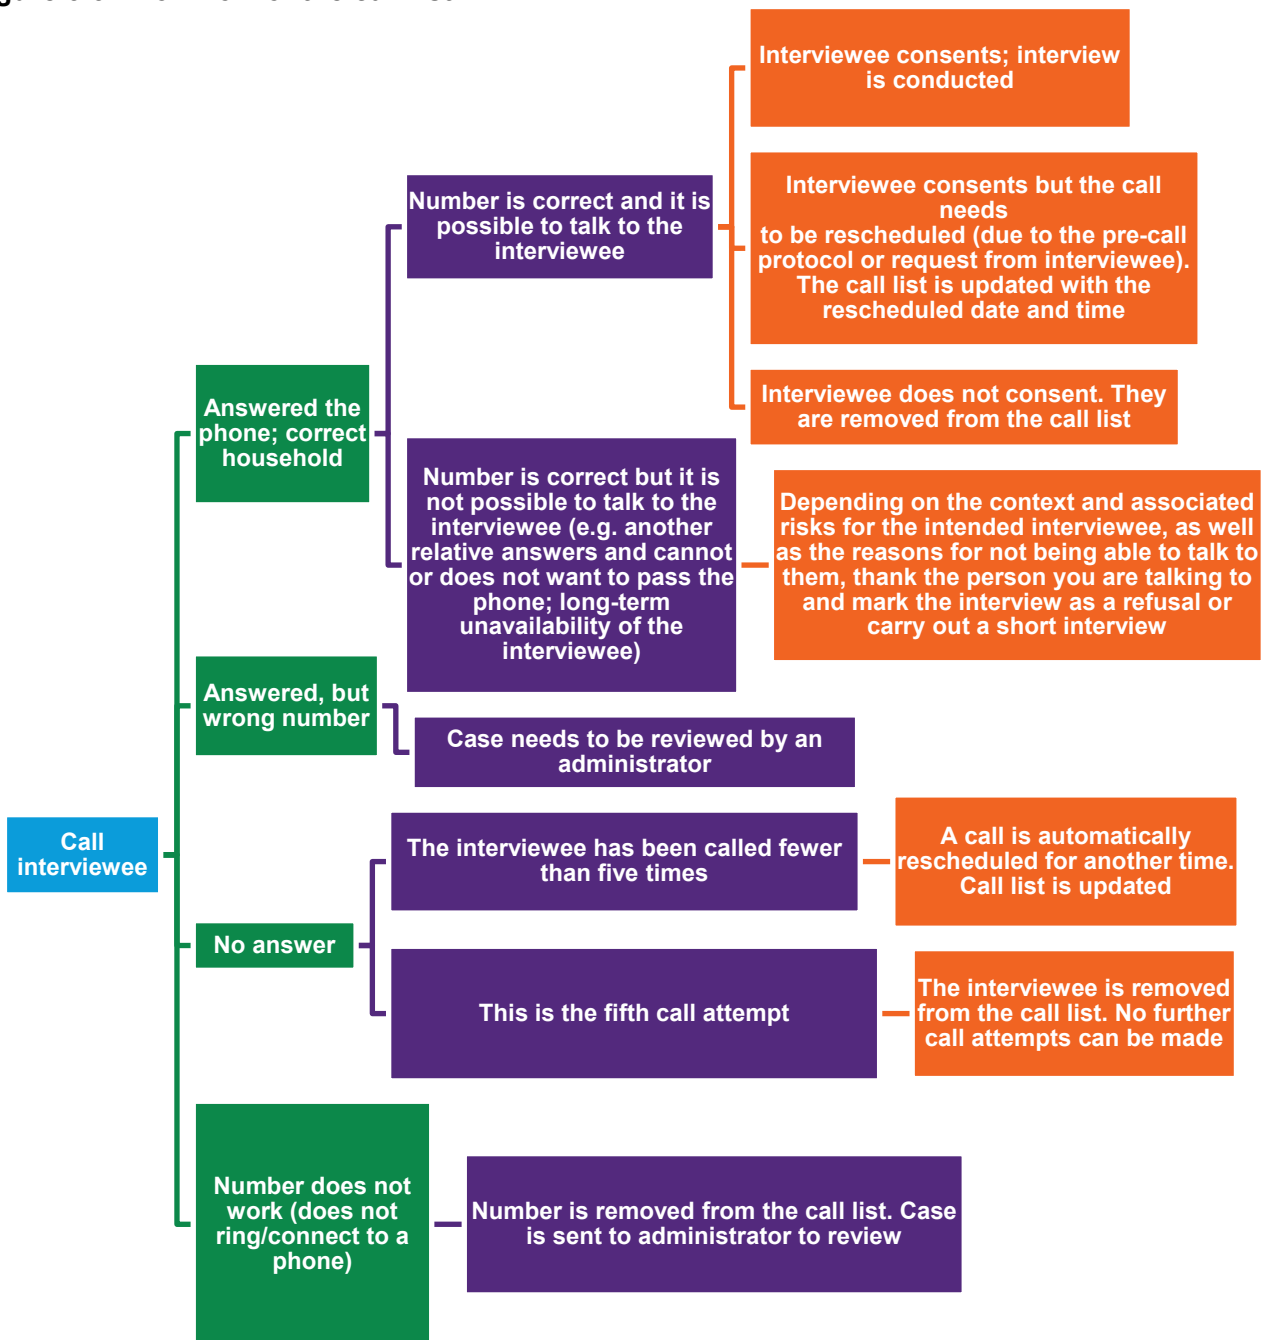 Interviewee consents; interview
is conducted
Interviewee consents but the call
needs
to be rescheduled (due to the pre-call
protocol or request from interviewee).
The call list is updated with the
rescheduled date and time
Number is correct and it is
possible to talk to the
interviewee
Interviewee does not consent. They
are removed from the call list
Answered the
phone; correct
household
Number is correct but it is
not possible to talk to the
interviewee (e.g. another
relative answers and cannot
or does not want to pass the
phone; long-term
unavailability of the
interviewee)
Depending on the context and associated
risks for the intended interviewee, as well
as the reasons for not being able to talk to
them, thank the person you are talking to
and mark the interview as a refusal or
carry out a short interview
Answered, but
wrong number
Case needs to be reviewed by an
administrator
Call
interviewee
The interviewee has been called fewer
than five times
A call is automatically
rescheduled for another time.
Call list is updated
No answer
This is the fifth call attempt
The interviewee is removed
from the call list. No further
call attempts can be made
Number does not
work (does not
ring/connect to a
phone)
Number is removed from the call list. Case
is sent to administrator to review